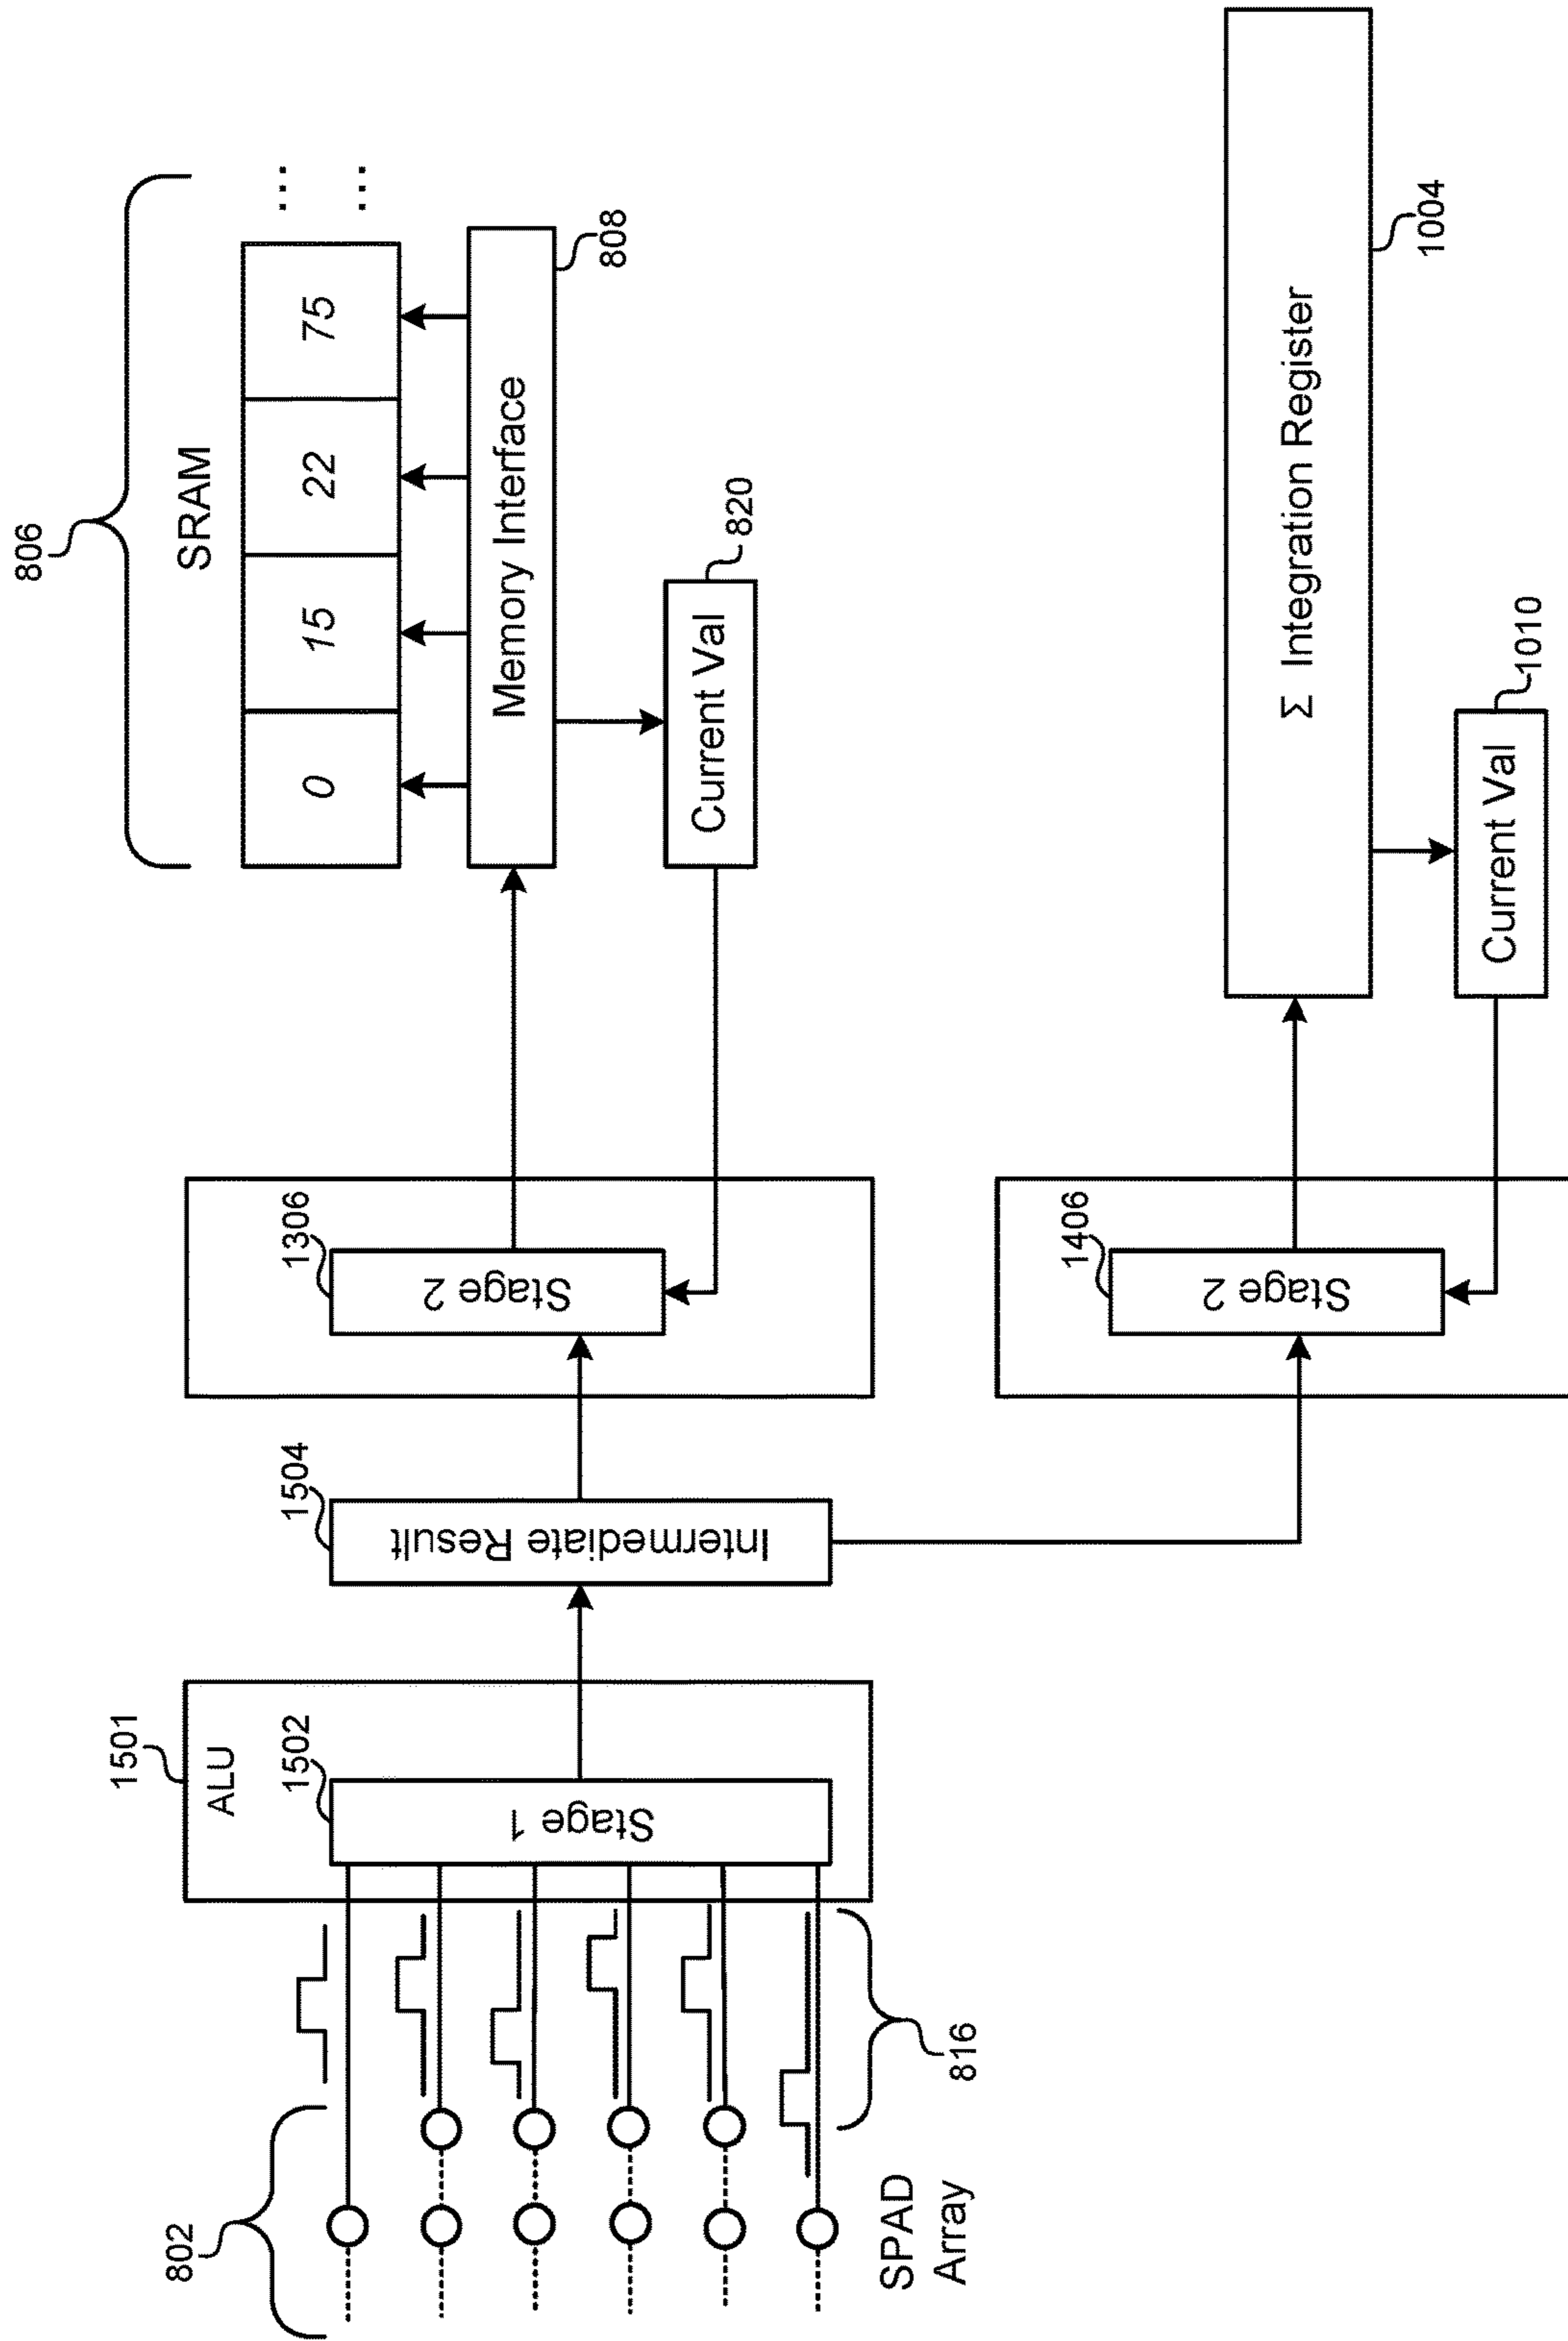 802
SPAD
Array
816
1501
ALU
1502
Stage 1
1504
Intermediate Result
1306
Stage 2
1406
Stage 2
806
SRAM
0 15 22 75 ...
...
Memory Interface
808
Current Val
820
Σ Integration Register
1004
Current Val
1010